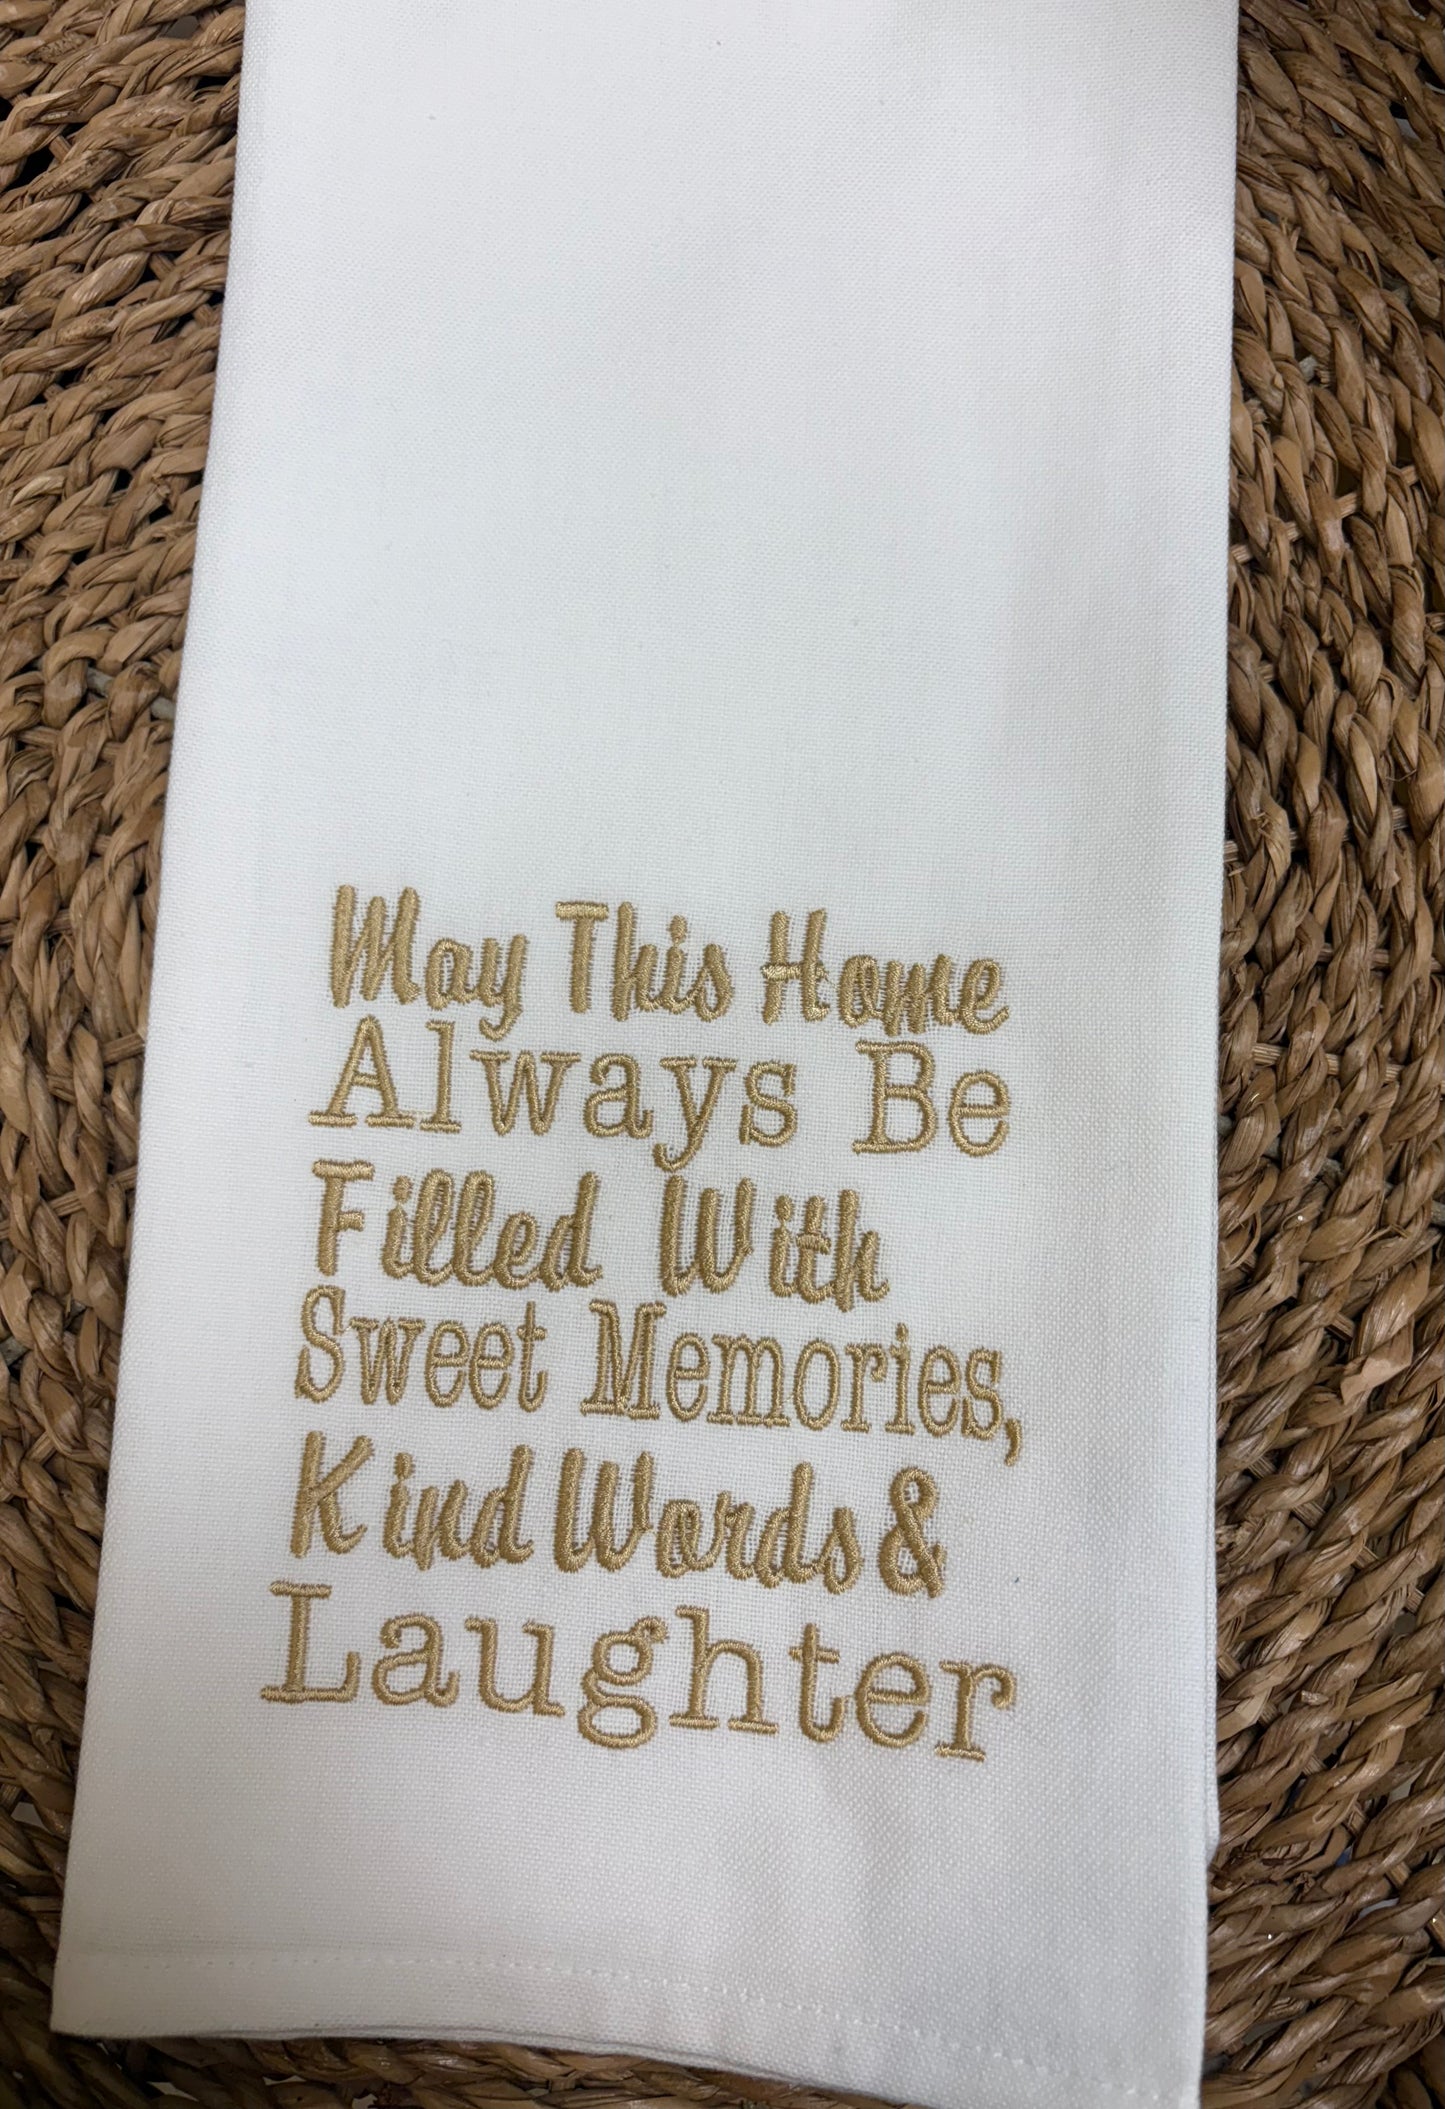 May This Home
Always Be
Filled With
Sweet Memories,
Kind Words &
Laughter